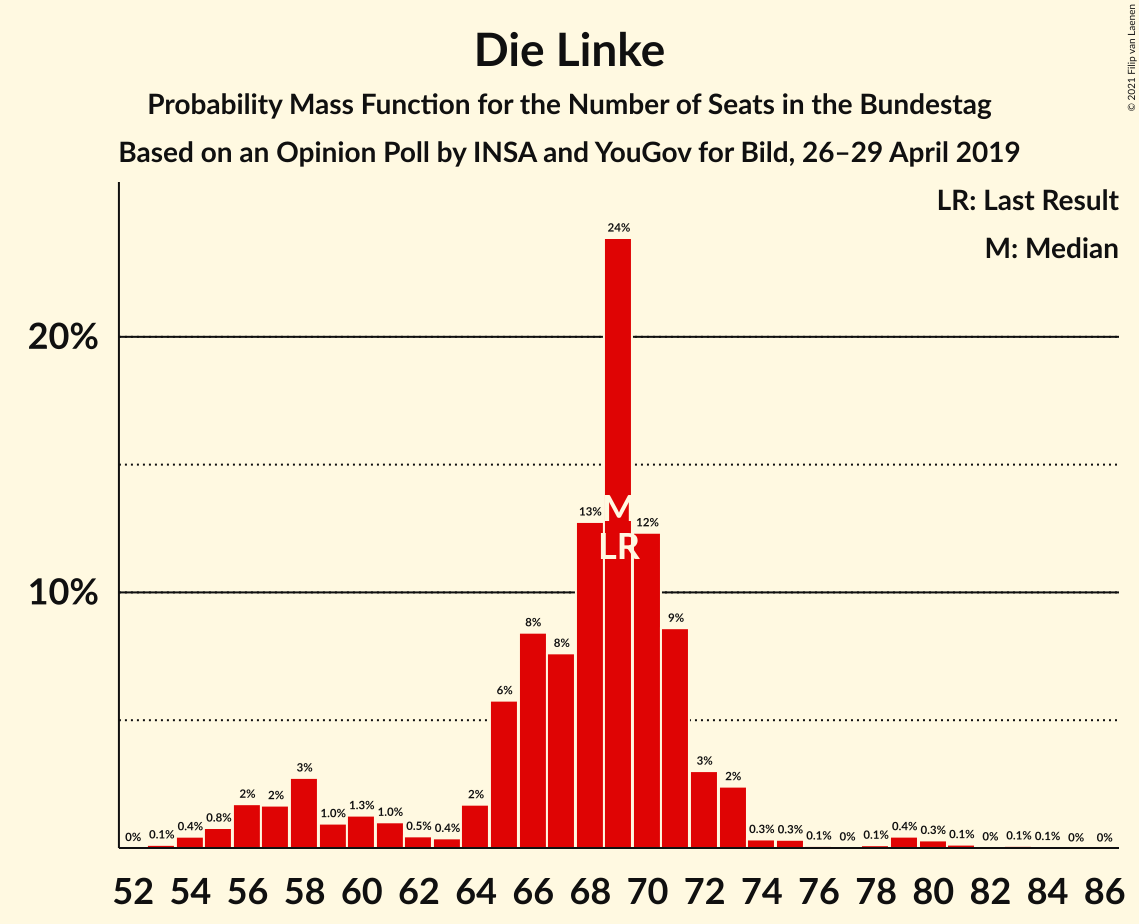 Die Linke
Probability Mass Function for the Number of Seats in the Bundestag
Based on an Opinion Poll by INSA and YouGov for Bild, 26–29 April 2019
© 2021 Filip van Laenen
LR: Last Result
M: Median
20%
10%
0% 0.1% 0.4% 0.8% 2% 2% 3% 1.0% 1.3% 1.0% 0.5% 0.4% 2% 6% 8% 8% 13% 24% 12% 9% 3% 2% 0.3% 0.3% 0.1% 0% 0.1% 0.4% 0.3% 0.1% 0% 0.1% 0.1% 0% 0%
M
LR
52 54 56 58 60 62 64 66 68 70 72 74 76 78 80 82 84 86